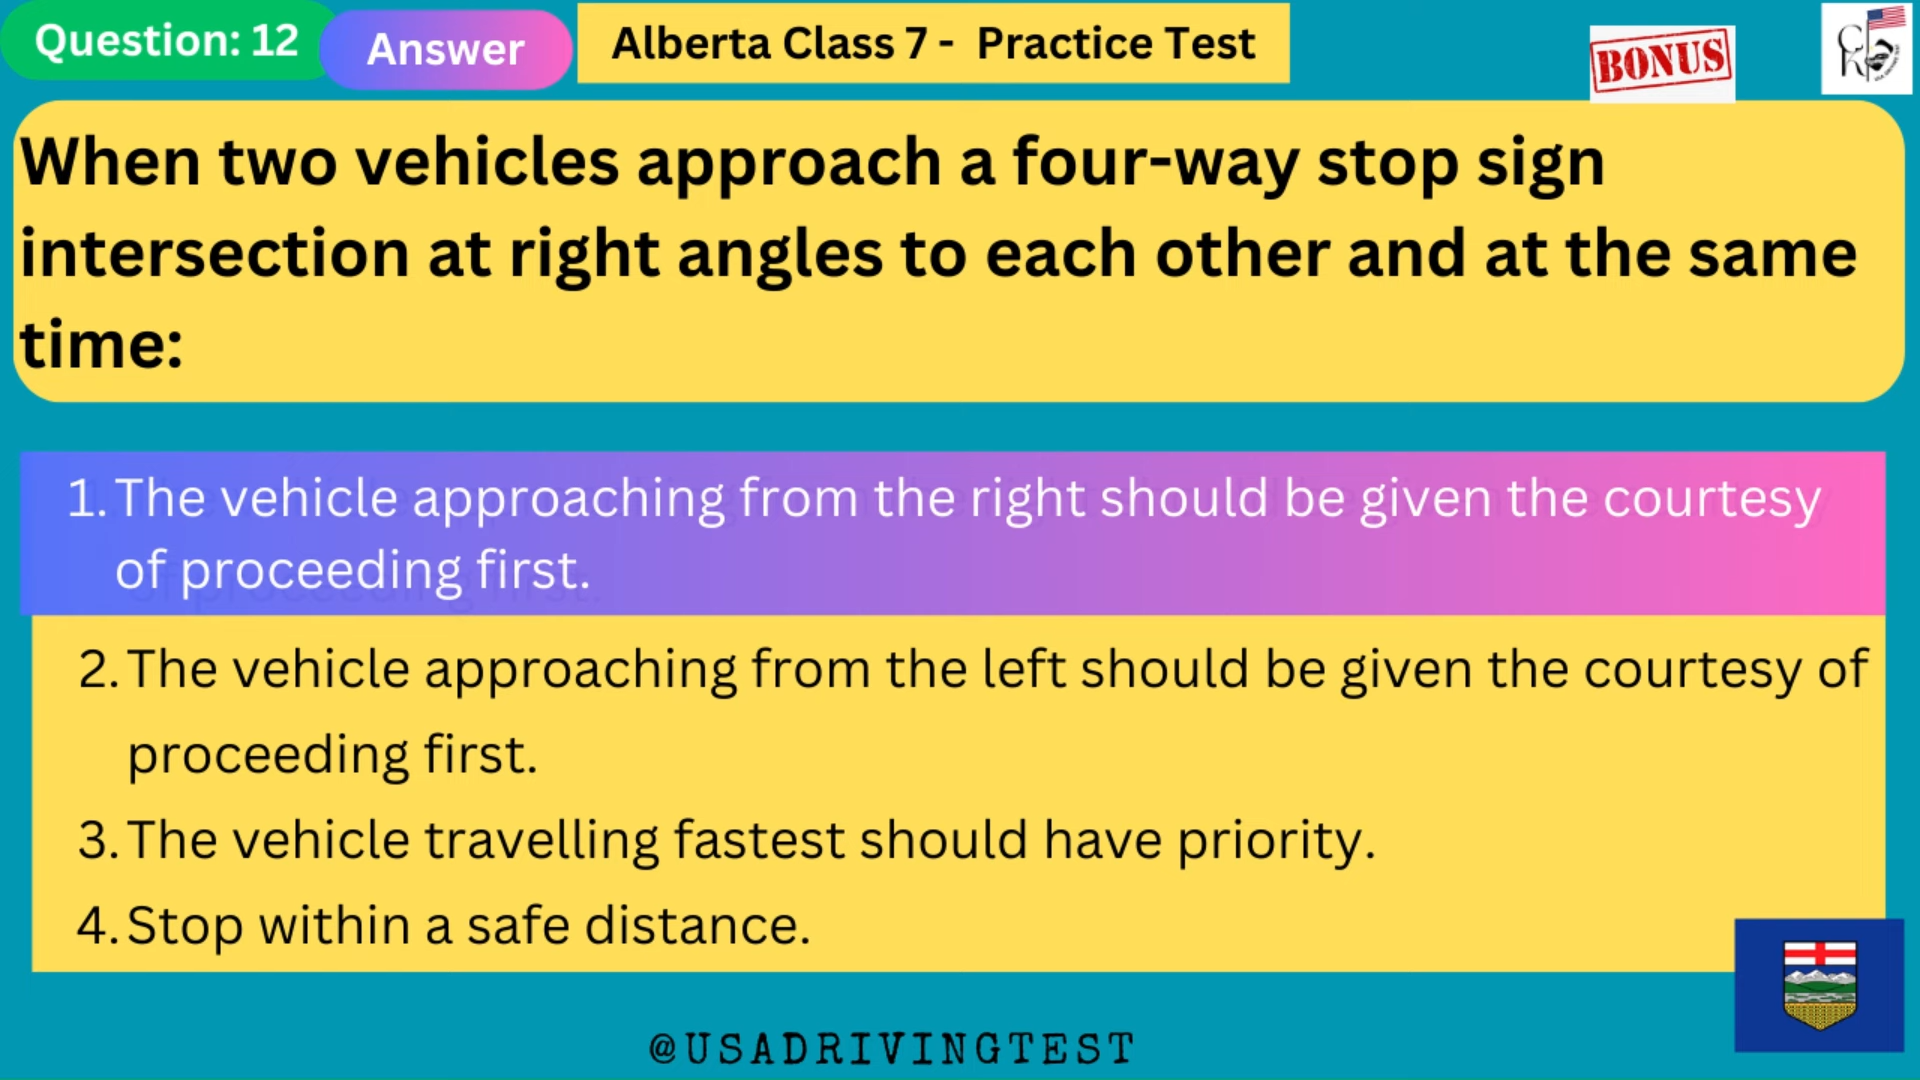 Question: 12
Answer
Alberta Class 7 - Practice Test
BONUS
When two vehicles approach a four-way stop sign
intersection at right angles to each other and at the same
time:
1. The vehicle approaching from the right should be given the courtesy
of proceeding first.
2. The vehicle approaching from the left should be given the courtesy of
proceeding first.
3. The vehicle travelling fastest should have priority.
4. Stop within a safe distance.
@USADRIVINGTEST